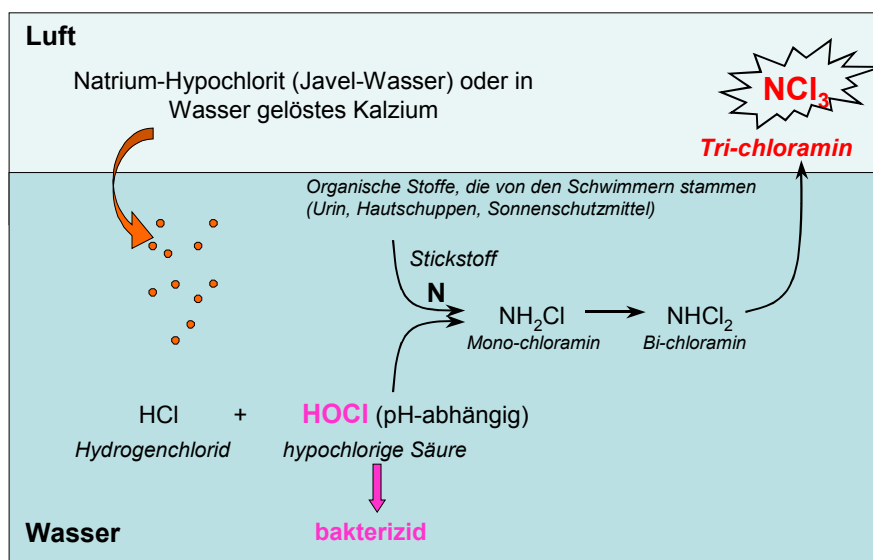 Luft
Natrium-Hypochlorit (Javel-Wasser) oder in
Wasser gelöstes Kalzium
NCl₃
Tri-chloramin
Organische Stoffe, die von den Schwimmern stammen
(Urin, Hautschuppen, Sonnenschutzmittel)
Stickstoff
N
NH₂Cl
Mono-chloramin
NHCl₂
Bi-chloramin
HCl + HOCl (pH-abhängig)
Hydrogenchlorid hypochlorige Säure
Wasser
bakterizid